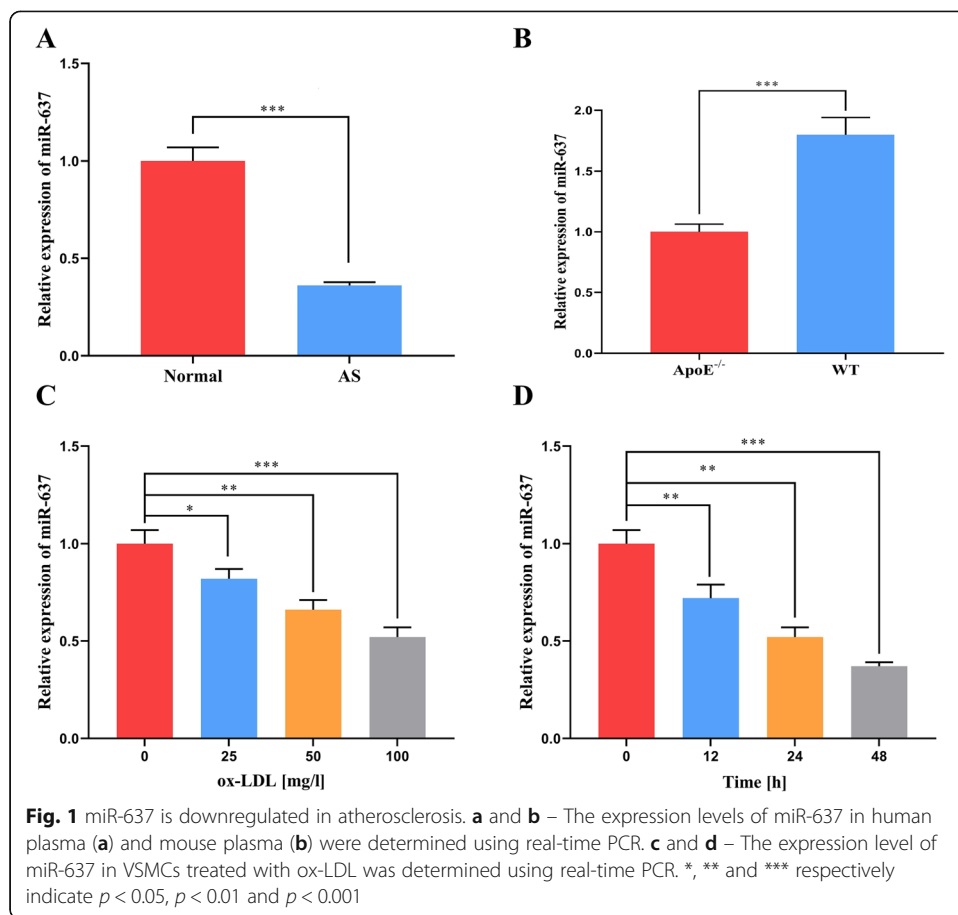 A
Relative expression of miR-637
1.5
1.0
0.5
0.0
***
Normal
AS
B
Relative expression of miR-637
2.0
1.5
1.0
0.5
0.0
***
ApoE-/-
WT
C
Relative expression of miR-637
1.5
1.0
0.5
0.0
***
**
*
0
25
50
100
ox-LDL [mg/l]
D
Relative expression of miR-637
1.5
1.0
0.5
0.0
***
**
**
0
12
24
48
Time [h]
Fig. 1 miR-637 is downregulated in atherosclerosis. a and b – The expression levels of miR-637 in human
plasma (a) and mouse plasma (b) were determined using real-time PCR. c and d – The expression level of
miR-637 in VSMCs treated with ox-LDL was determined using real-time PCR. *, ** and *** respectively
indicate p < 0.05, p < 0.01 and p < 0.001